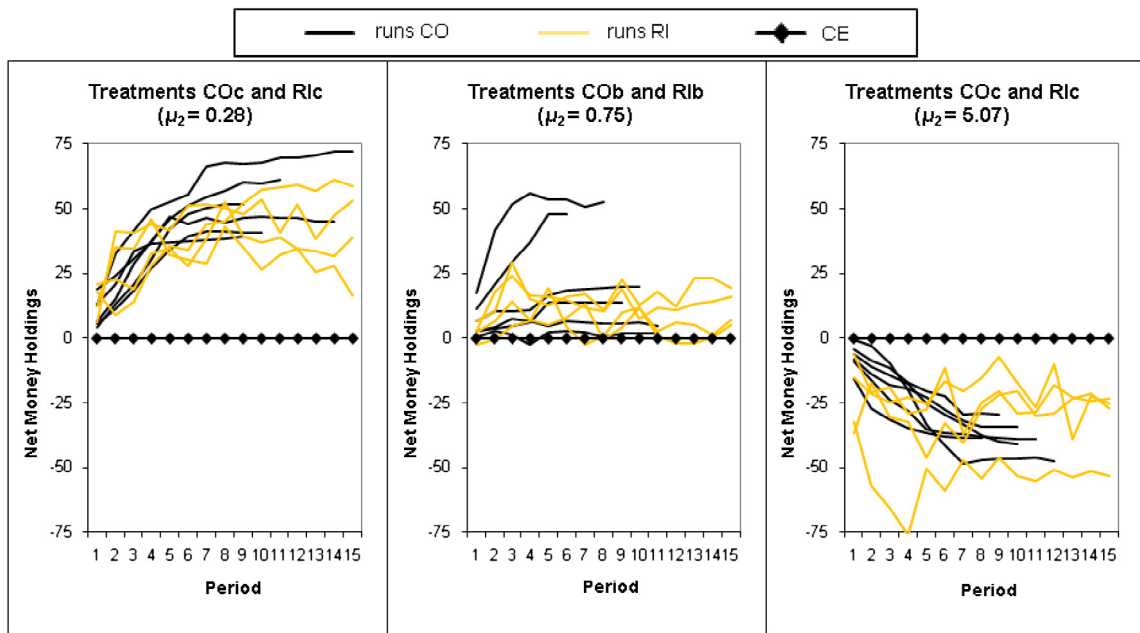 runs CO
runs RI
CE
Treatments COc and RIc
(μ₂ = 0.28)
Net Money Holdings
75
50
25
0
-25
-50
-75
1 2 3 4 5 6 7 8 9 10 11 12 13 14 15
Period
Treatments COb and RIb
(μ₂ = 0.75)
Net Money Holdings
75
50
25
0
-25
-50
-75
1 2 3 4 5 6 7 8 9 10 11 12 13 14 15
Period
Treatments COc and RIc
(μ₂ = 5.07)
Net Money Holdings
75
50
25
0
-25
-50
-75
1 2 3 4 5 6 7 8 9 10 11 12 13 14 15
Period